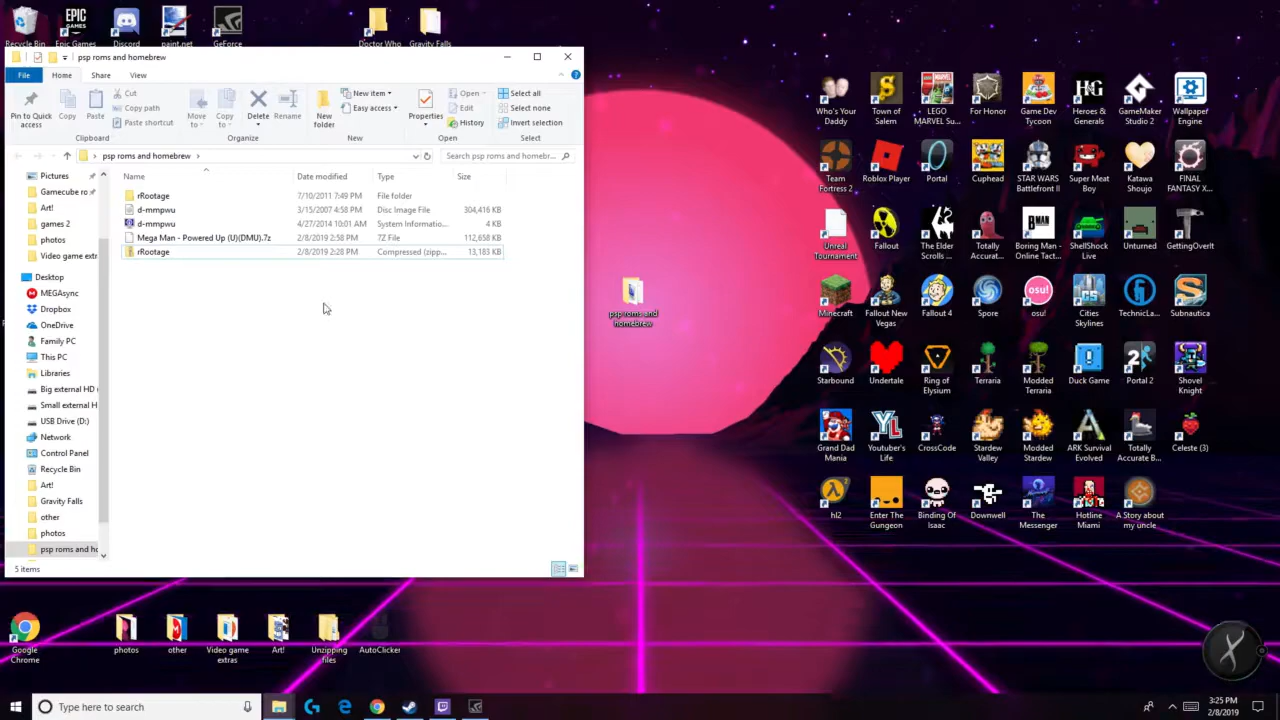 Recycle Bin
Epic Games
Discord
paint.net
GeForce
Doctor Who
Gravity Falls
psp roms and homebrew
File
Home
Share
View
Pin to Quick access
Copy
Paste
Cut
Copy path
Paste shortcut
Clipboard
Move to
Copy to
Delete
Rename
Organize
New folder
New item
Easy access
New
Properties
Open
Edit
History
Open
Select all
Select none
Invert selection
Select
psp roms and homebrew
Search psp roms and homebr...
Name
Date modified
Type
Size
rRootage 7/10/2011 7:49 PM File folder
d-mmpwu 3/15/2007 4:58 PM Disc Image File 304,416 KB
d-mmpwu 4/27/2014 10:01 AM System Informatio... 4 KB
Mega Man - Powered Up (U)(DMU).7z 2/8/2019 2:58 PM 7Z File 112,658 KB
rRootage 2/8/2019 2:28 PM Compressed (zipp... 13,183 KB
Pictures
Gamecube ro
Art!
games 2
photos
Video game extr
Desktop
MEGAsync
Dropbox
OneDrive
Family PC
This PC
Libraries
Big external HD
Small external H
USB Drive (D:)
Network
Control Panel
Recycle Bin
Art!
Gravity Falls
other
photos
psp roms and ho
5 items
psp roms and
homebrew
Who's Your
Daddy
Town of
Salem
LEGO
MARVEL Su...
For Honor
Game Dev
Tycoon
Heroes &
Generals
GameMaker
Studio 2
Wallpaper
Engine
Team
Fortress 2
Roblox Player
Portal
Cuphead
STAR WARS
Battlefront II
Super Meat
Boy
Katawa
Shoujo
FINAL
FANTASY X...
Unreal
Tournament
Fallout
The Elder
Scrolls ...
Totally
Accurat...
Boring Man -
Online Tact...
ShellShock
Live
Unturned
GettingOverIt
Minecraft
Fallout New
Vegas
Fallout 4
Spore
osu!
Cities
Skylines
TechnicLa...
Subnautica
Starbound
Undertale
Ring of
Elysium
Terraria
Modded
Terraria
Duck Game
Portal 2
Shovel
Knight
Grand Dad
Mania
Youtuber's
Life
CrossCode
Stardew
Valley
Modded
Stardew
ARK Survival
Evolved
Totally
Accurate B...
Celeste (3)
hl2
Enter The
Gungeon
Binding Of
Isaac
Downwell
The
Messenger
Hotline
Miami
A Story about
my uncle
Google
Chrome
photos
other
Video game
extras
Art!
Unzipping
files
AutoClicker
Type here to search
3:25 PM
2/8/2019